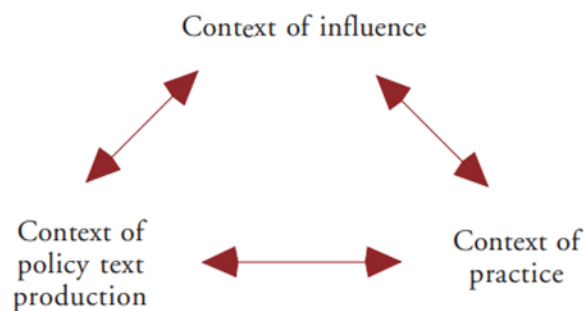 Context of influence
Context of
policy text
production
Context of
practice